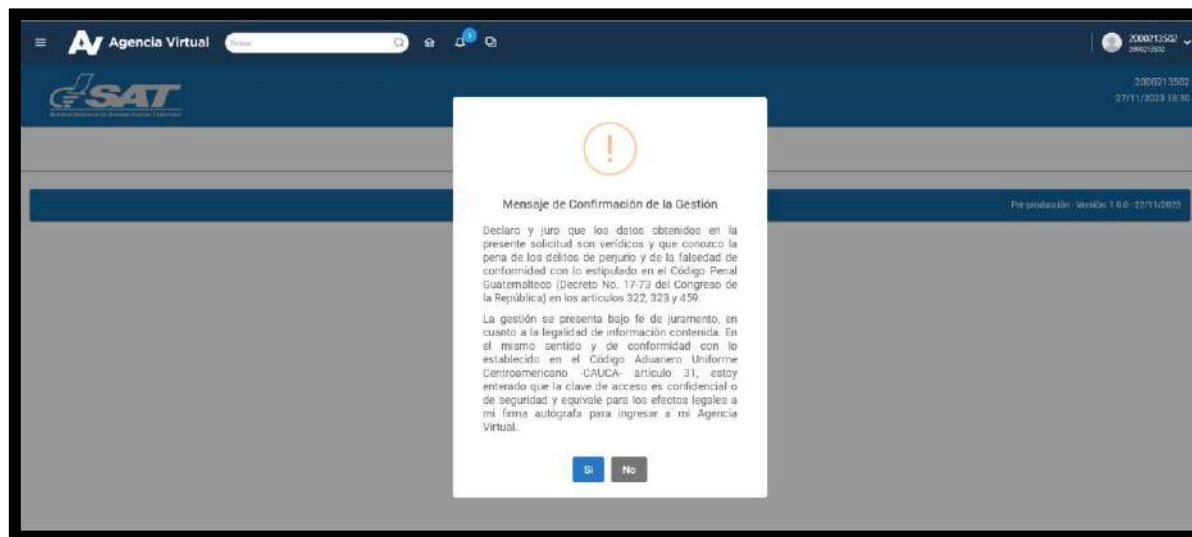 Agencia Virtual
Buscar
2000213502
2000213502
SAT
2000213502
27/11/2023 16:10
!
Mensaje de Confirmación de la Gestión
Pre-producción - Versión: 1.0.0 - 22/11/2023
Declaro y juro que los datos obtenidos en la
presente solicitud son verídicos y que conozco la
pena de los delitos de perjurio y de la falsedad de
conformidad con lo estipulado en el Código Penal
Guatemalteco (Decreto No. 17-73 del Congreso de
la República) en los artículos 322, 323 y 459.
La gestión se presenta bajo fe de juramento, en
cuanto a la legalidad de información contenida. En
el mismo sentido y de conformidad con lo
establecido en el Código Aduanero Uniforme
Centroamericano -CAUCA- artículo 31, estoy
enterado que la clave de acceso es confidencial o
de seguridad y equivale para los efectos legales a
mi firma autógrafa para ingresar a mi Agencia
Virtual.
Si
No